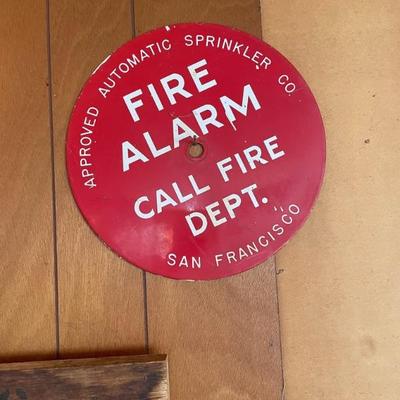 APPROVED AUTOMATIC SPRINKLER CO.
FIRE
ALARM
CALL FIRE
DEPT.
SAN FRANCISCO